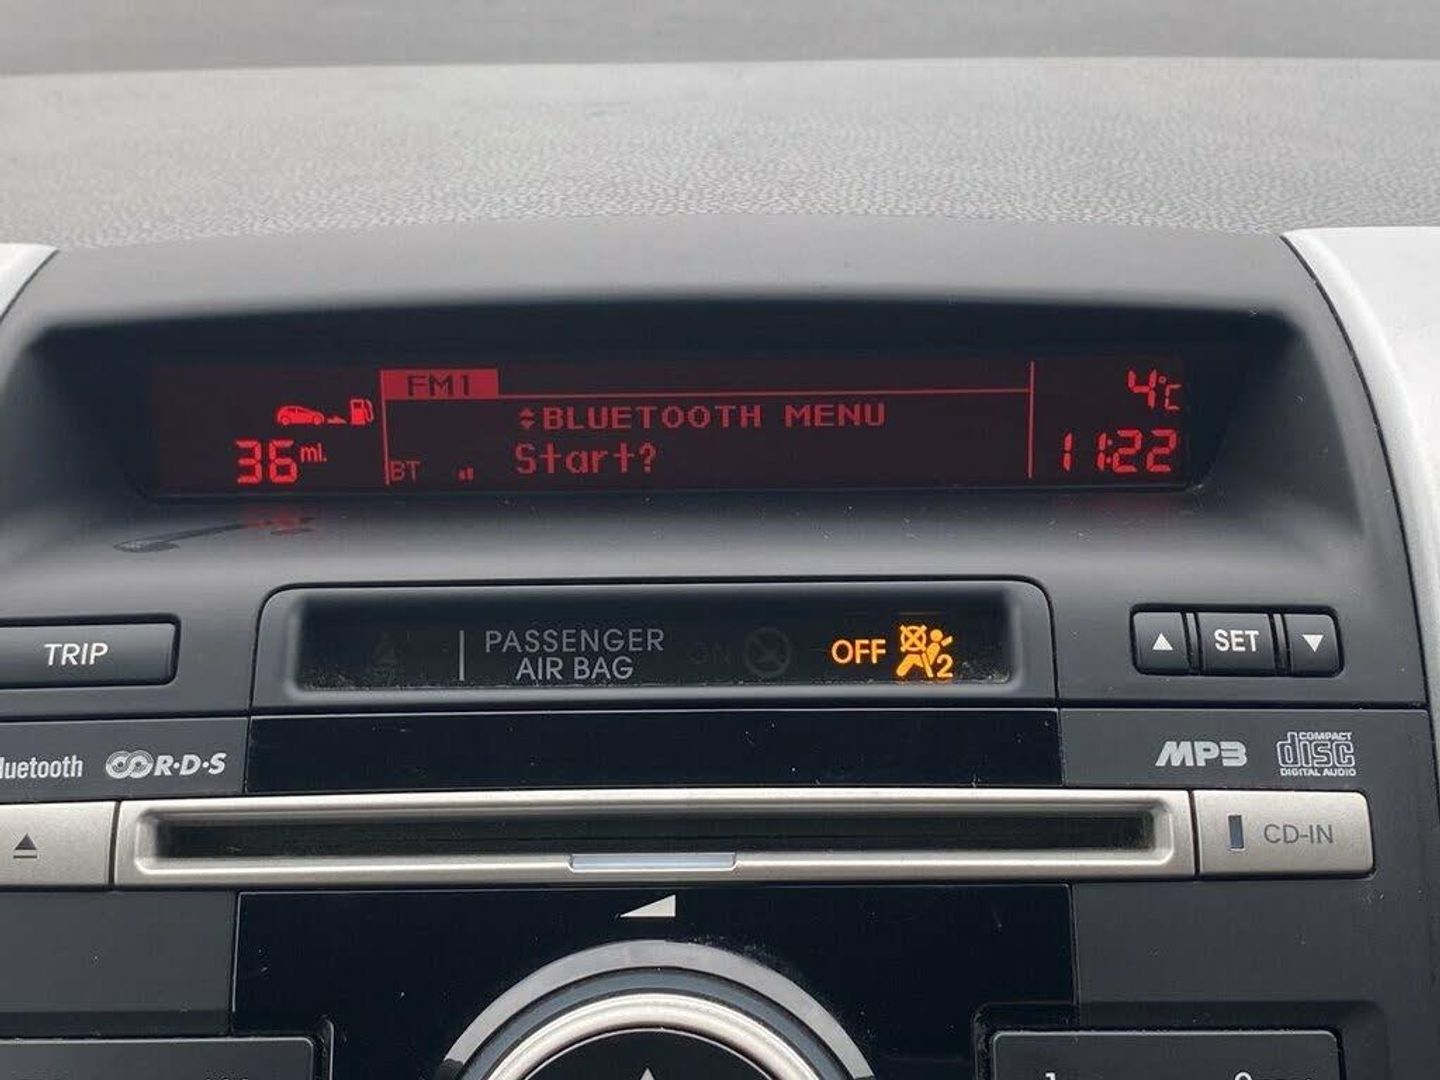 FM1
4°C
BLUETOOTH MENU
36 mi.
BT
Start?
11:22
TRIP
PASSENGER
AIR BAG
ON
OFF
2
SET
R·D·S
MP3
COMPACT
disc
DIGITAL AUDIO
CD-IN